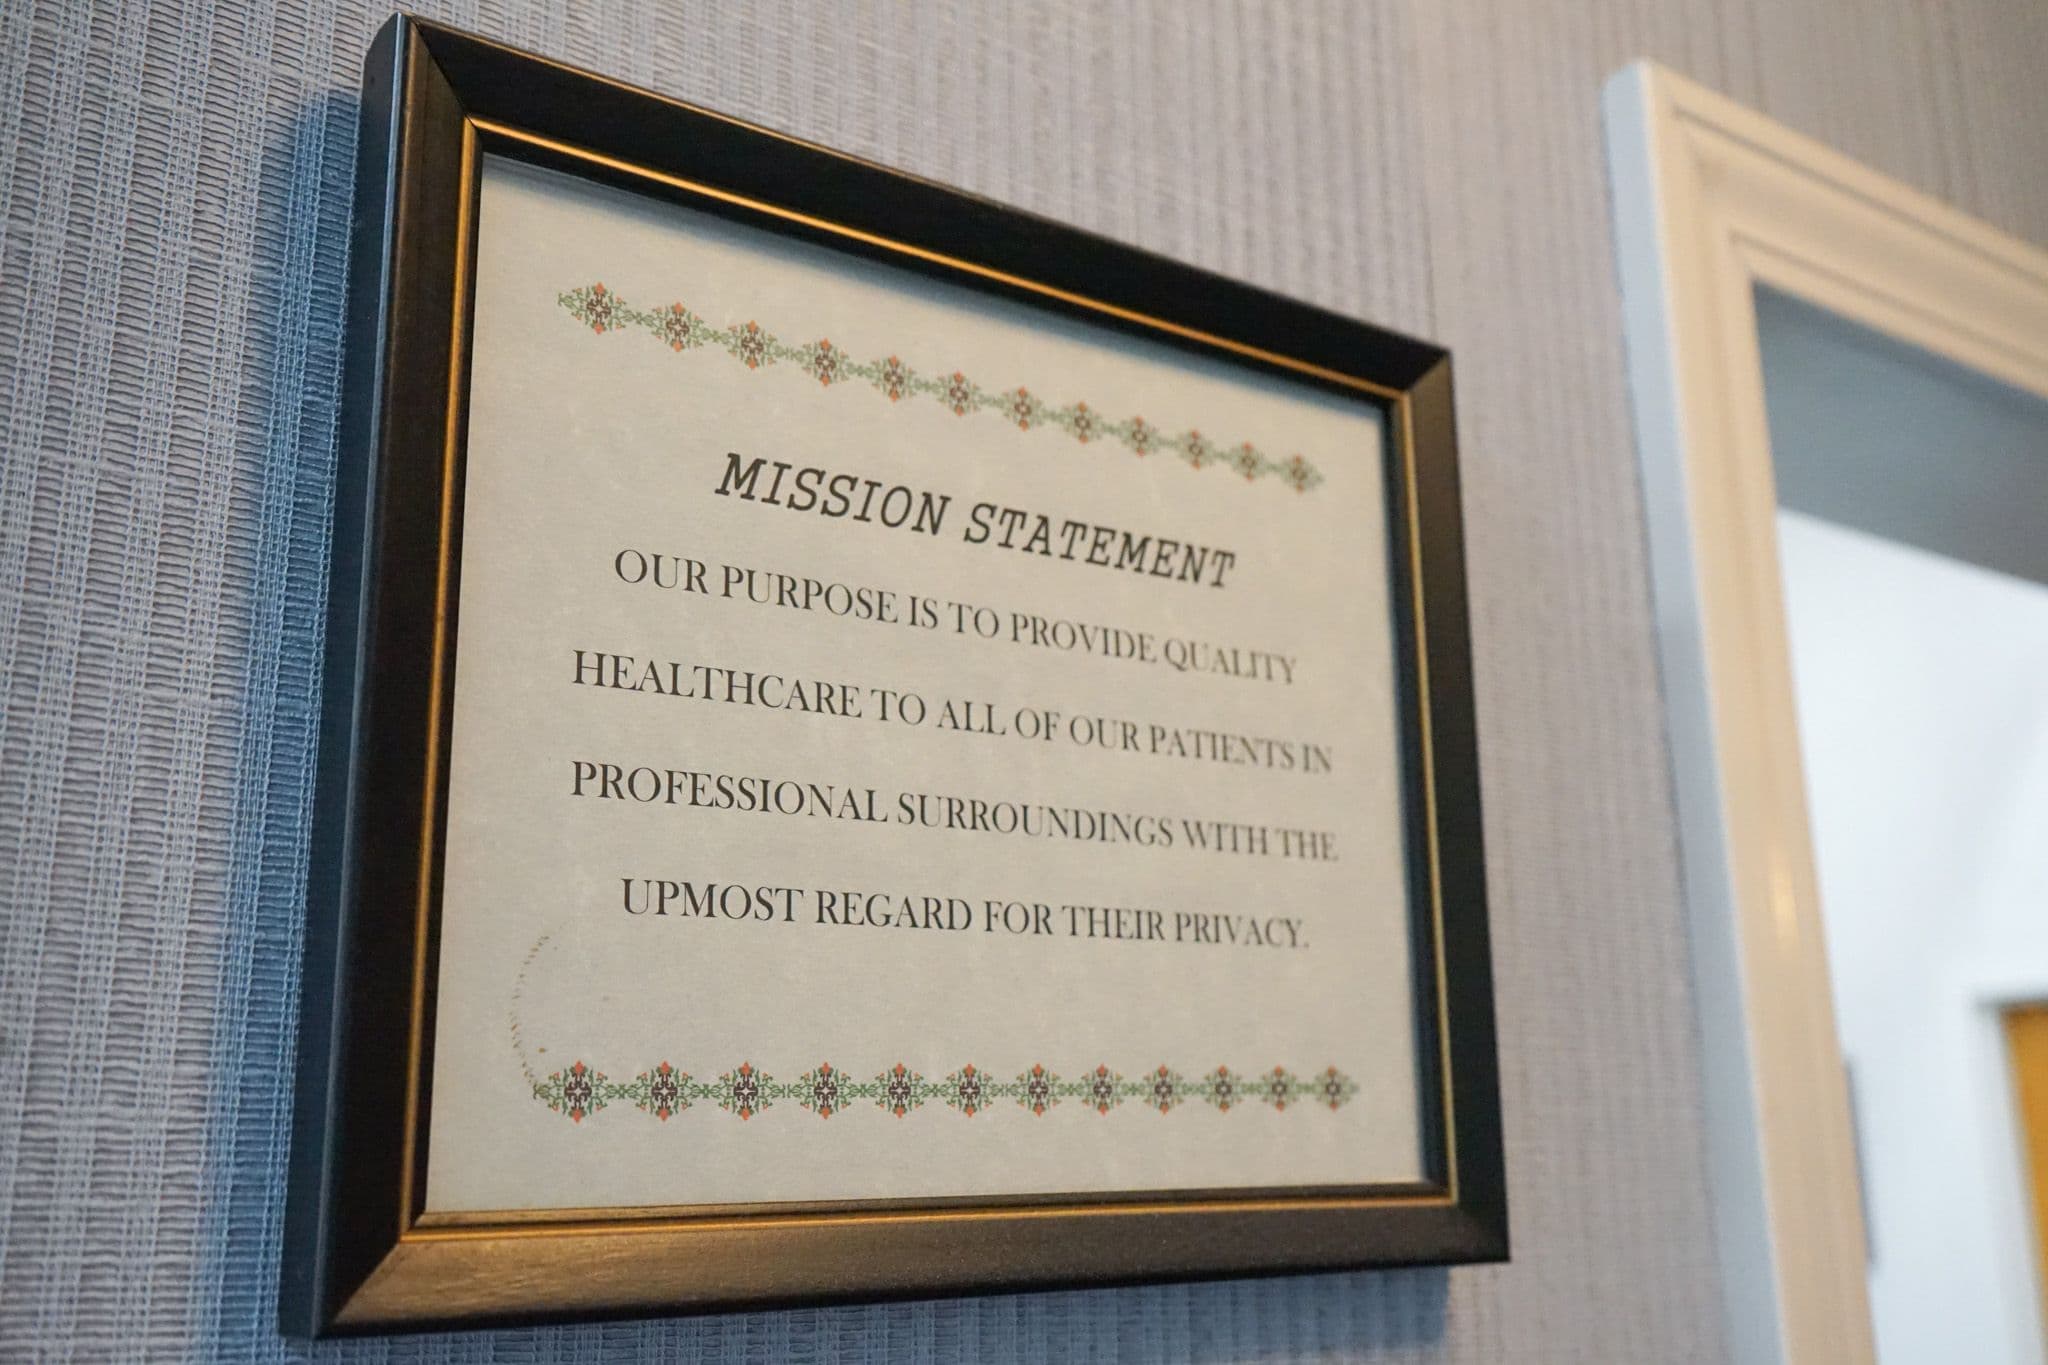 MISSION STATEMENT
OUR PURPOSE IS TO PROVIDE QUALITY
HEALTHCARE TO ALL OF OUR PATIENTS IN
PROFESSIONAL SURROUNDINGS WITH THE
UPMOST REGARD FOR THEIR PRIVACY.